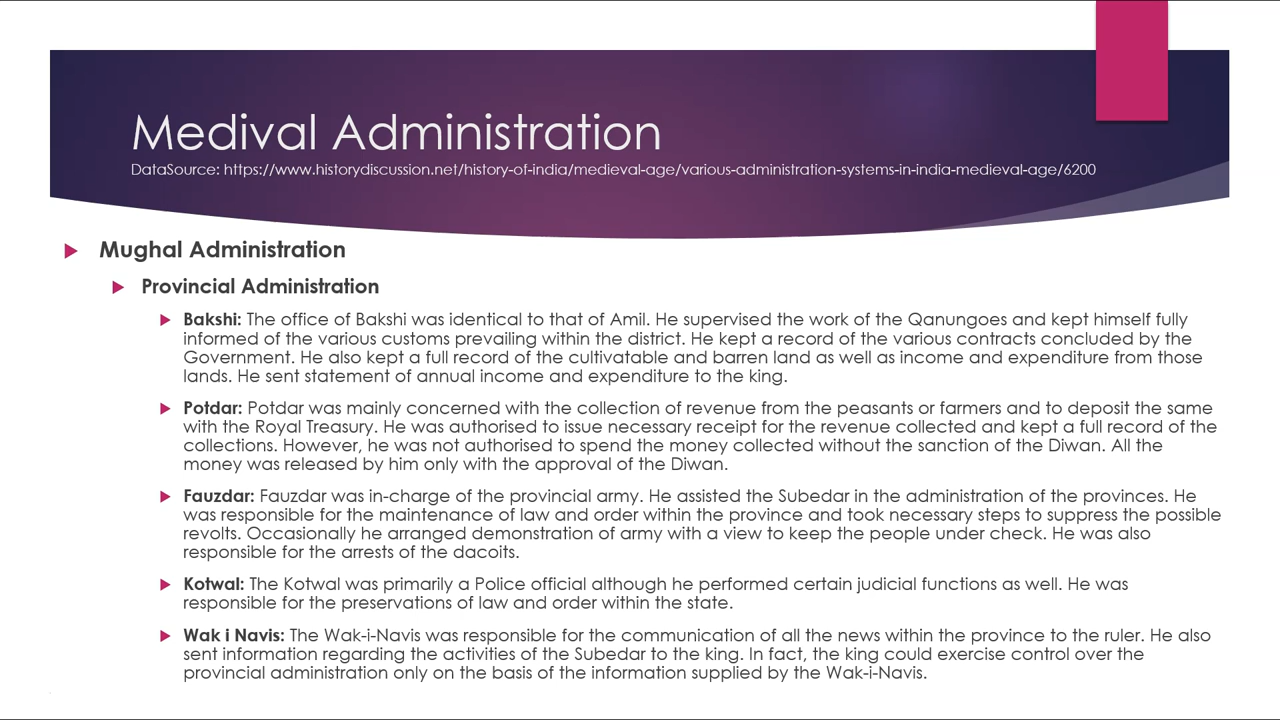 Medival Administration
DataSource: https://www.historydiscussion.net/history-of-india/medieval-age/various-administration-systems-in-india-medieval-age/6200
Mughal Administration
Provincial Administration
Bakshi: The office of Bakshi was identical to that of Amil. He supervised the work of the Qanungoes and kept himself fully
informed of the various customs prevailing within the district. He kept a record of the various contracts concluded by the
Government. He also kept a full record of the cultivatable and barren land as well as income and expenditure from those
lands. He sent statement of annual income and expenditure to the king.
Potdar: Potdar was mainly concerned with the collection of revenue from the peasants or farmers and to deposit the same
with the Royal Treasury. He was authorised to issue necessary receipt for the revenue collected and kept a full record of the
collections. However, he was not authorised to spend the money collected without the sanction of the Diwan. All the
money was released by him only with the approval of the Diwan.
Fauzdar: Fauzdar was in-charge of the provincial army. He assisted the Subedar in the administration of the provinces. He
was responsible for the maintenance of law and order within the province and took necessary steps to suppress the possible
revolts. Occasionally he arranged demonstration of army with a view to keep the people under check. He was also
responsible for the arrests of the dacoits.
Kotwal: The Kotwal was primarily a Police official although he performed certain judicial functions as well. He was
responsible for the preservations of law and order within the state.
Wak i Navis: The Wak-i-Navis was responsible for the communication of all the news within the province to the ruler. He also
sent information regarding the activities of the Subedar to the king. In fact, the king could exercise control over the
provincial administration only on the basis of the information supplied by the Wak-i-Navis.